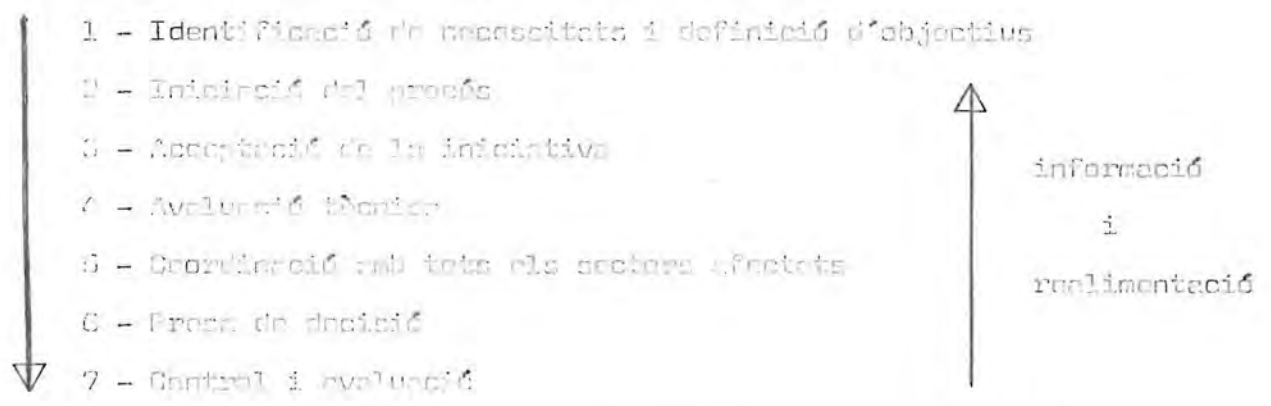 1 - Identificació de necessitats i definició d'objectius
2 - Iniciació del procés
3 - Acceptació de la iniciativa
4 - Avaluació tècnica
5 - Coordinació amb tots els sectors afectats
6 - Presa de decisió
7 - Control i avaluació
informació
i
realimentació